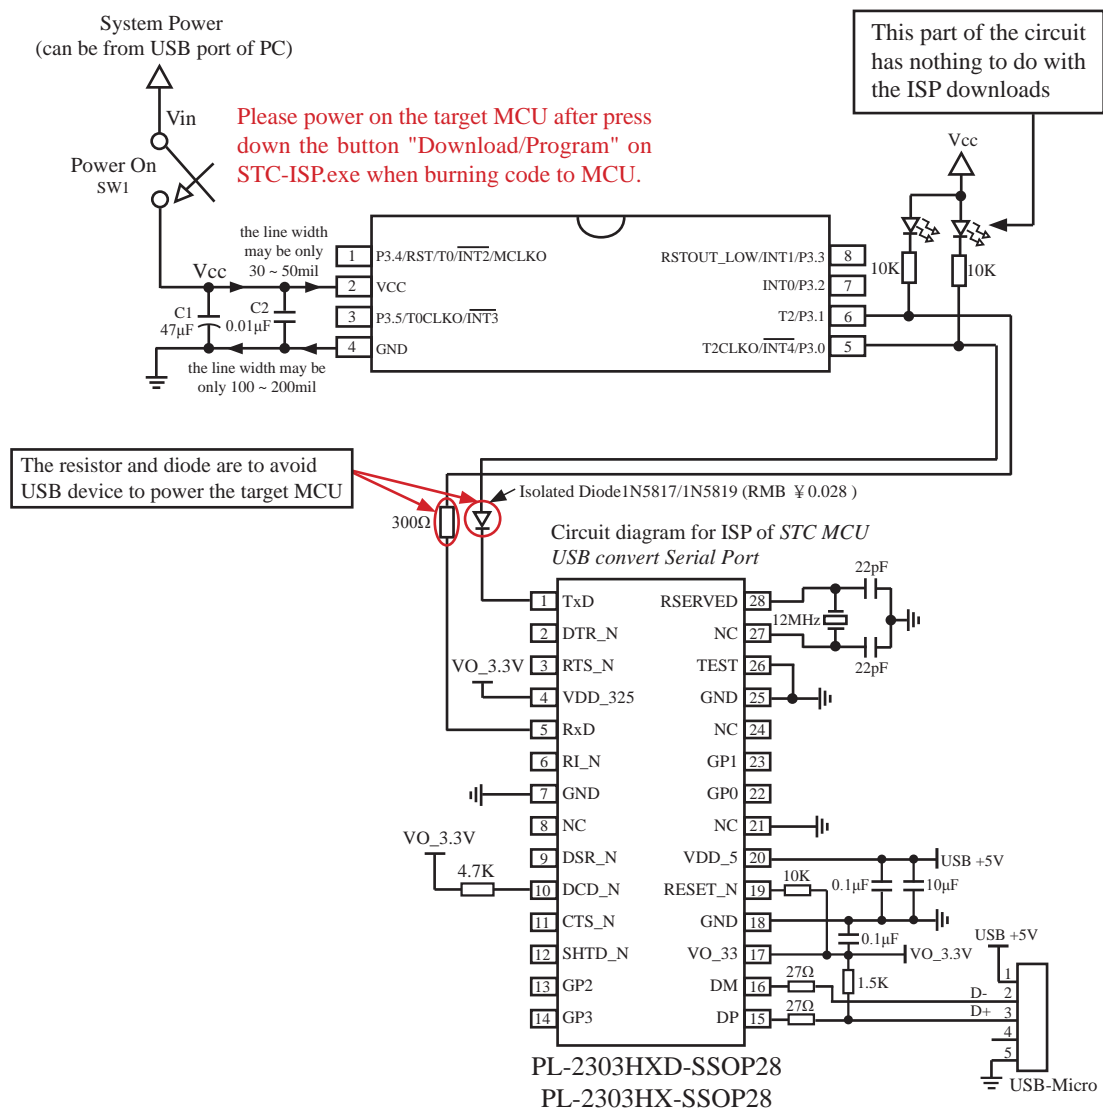 System Power
(can be from USB port of PC)
Vin
Power On
SW1
Please power on the target MCU after press
down the button "Download/Program" on
STC-ISP.exe when burning code to MCU.
This part of the circuit
has nothing to do with
the ISP downloads
Vcc
10K
10K
the line width
may be only
30 ~ 50mil
Vcc
C1
47μF
C2
0.01μF
the line width may be
only 100 ~ 200mil
1 P3.4/RST/T0/INT2/MCLKO
2 VCC
3 P3.5/T0CLKO/INT3
4 GND
RSTOUT_LOW/INT1/P3.3 8
INT0/P3.2 7
T2/P3.1 6
T2CLKO/INT4/P3.0 5
The resistor and diode are to avoid
USB device to power the target MCU
300Ω
Isolated Diode1N5817/1N5819 (RMB ¥0.028 )
Circuit diagram for ISP of STC MCU
USB convert Serial Port
1 TxD
2 DTR_N
3 RTS_N
VO_3.3V
4 VDD_325
5 RxD
6 RI_N
7 GND
8 NC
VO_3.3V
9 DSR_N
4.7K
10 DCD_N
11 CTS_N
12 SHTD_N
13 GP2
14 GP3
RSERVED 28
NC 27
TEST 26
GND 25
NC 24
GP1 23
GP0 22
NC 21
VDD_5 20
RESET_N 19
GND 18
VO_33 17
DM 16
DP 15
22pF
12MHz
22pF
USB +5V
10K
0.1μF
10μF
0.1μF
VO_3.3V
USB +5V
27Ω
1.5K
27Ω
D-
D+
1
2
3
4
5
USB-Micro
PL-2303HXD-SSOP28
PL-2303HX-SSOP28